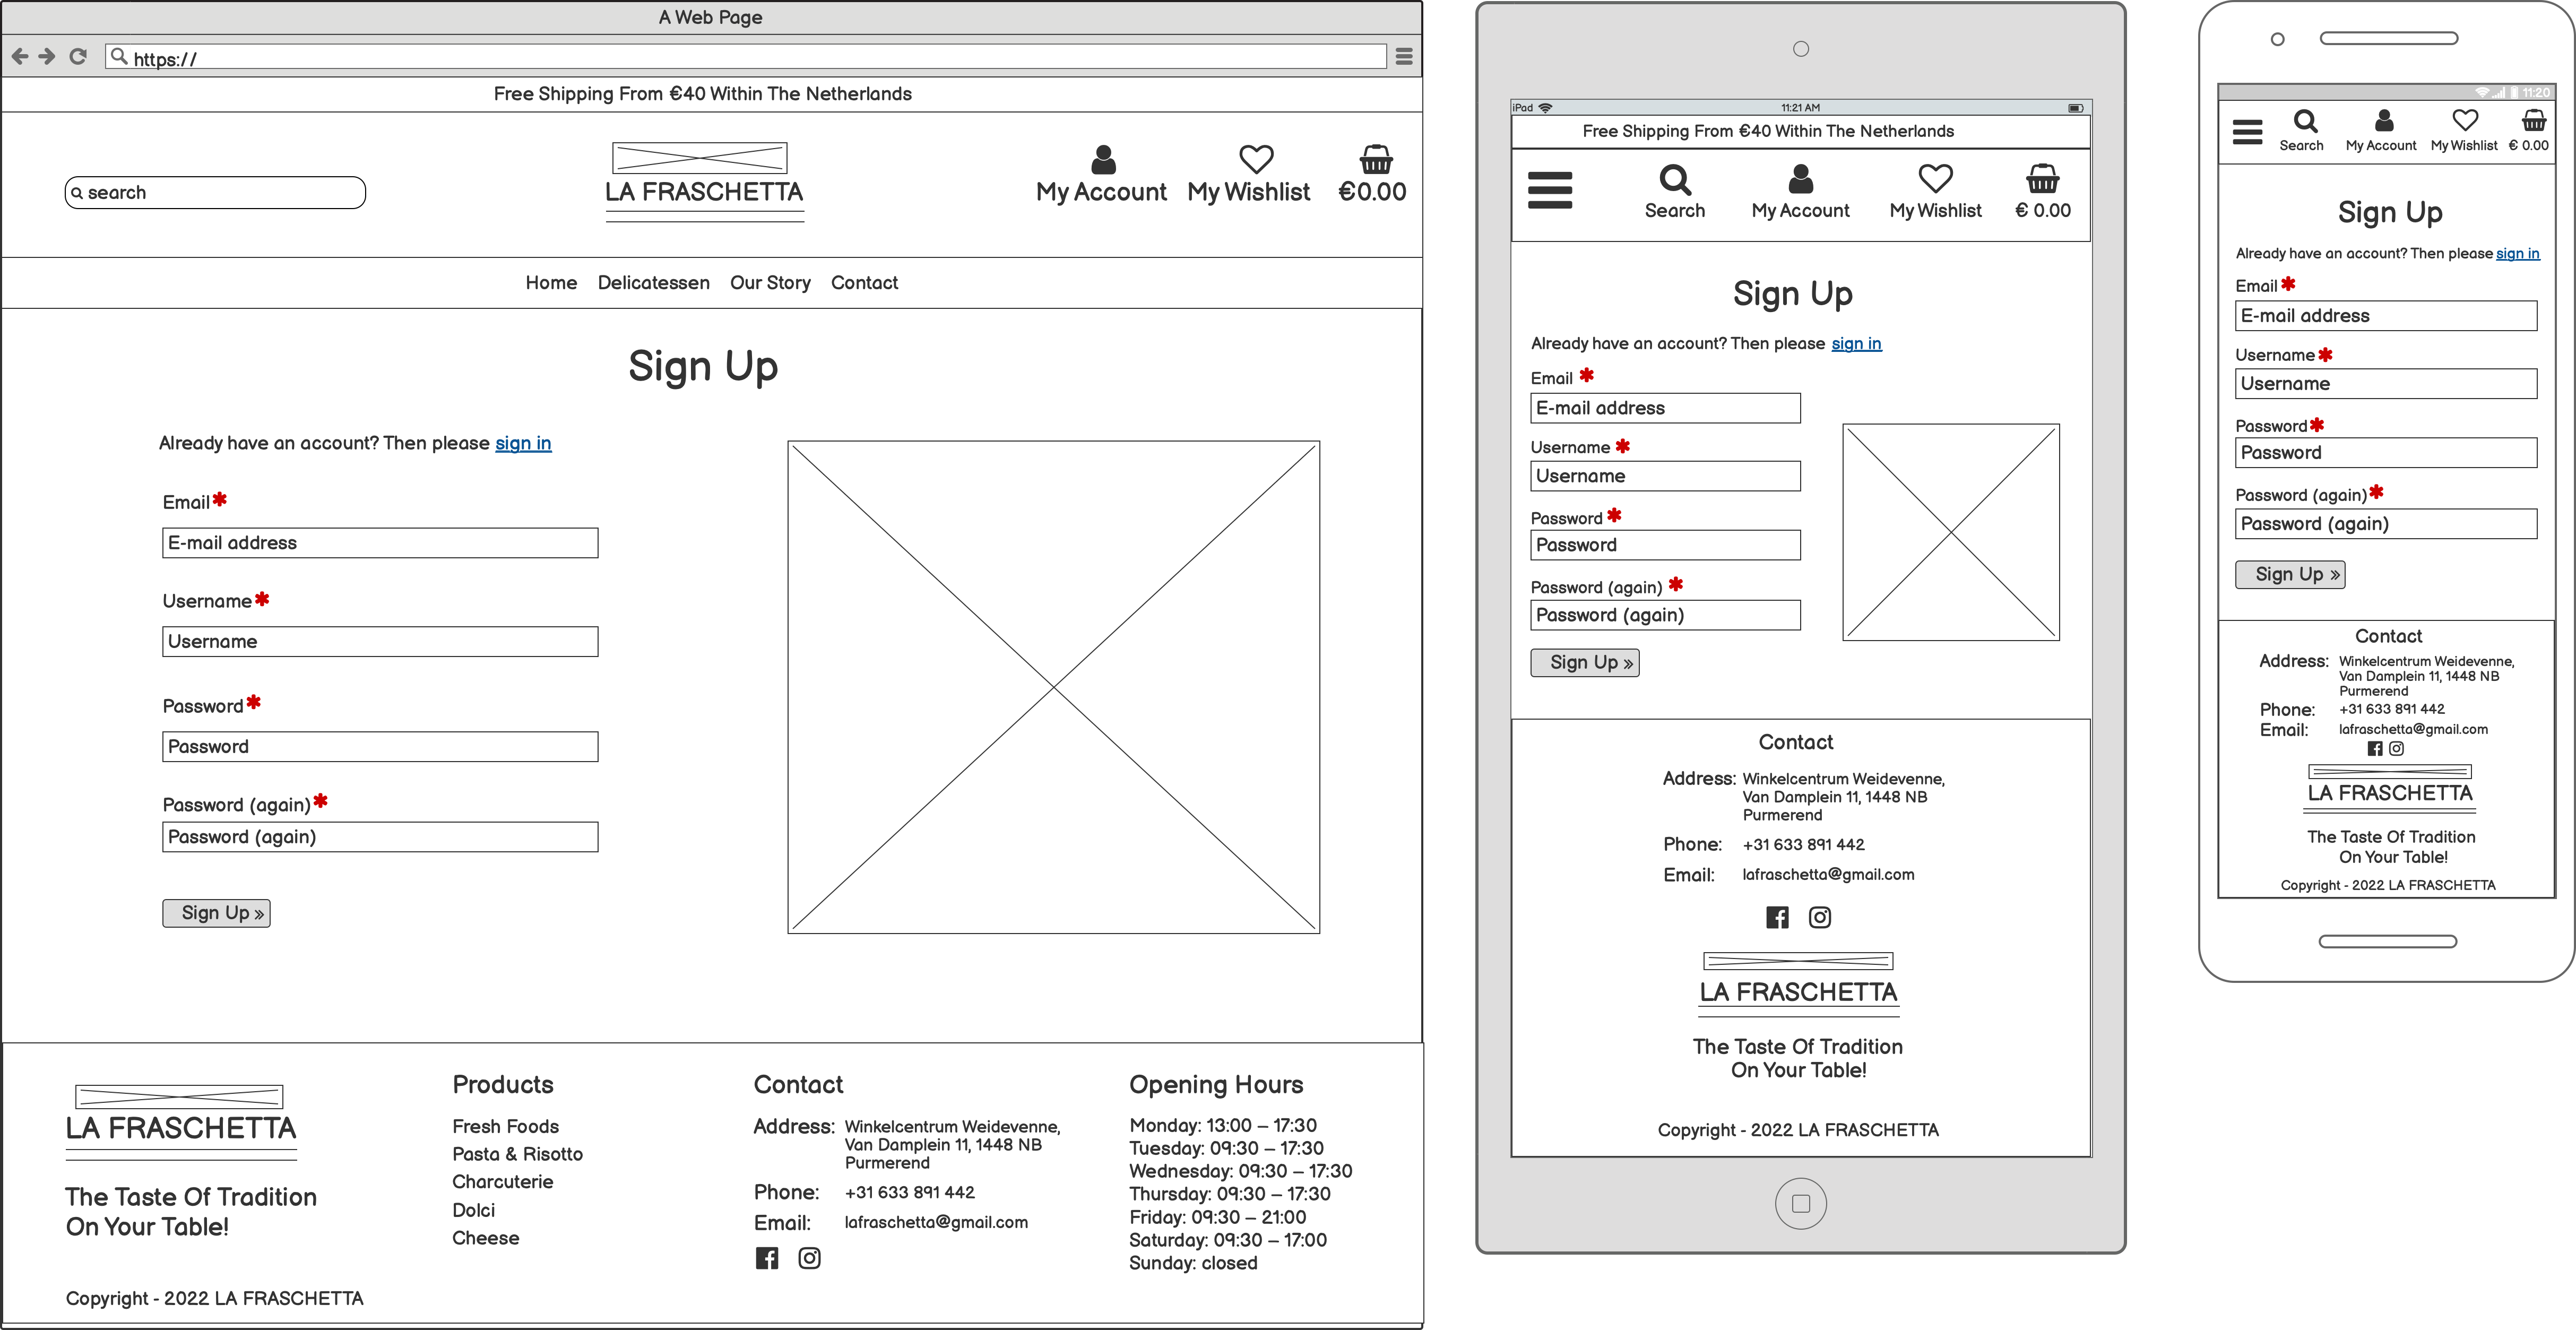 A Web Page
https://
Free Shipping From €40 Within The Netherlands
search
LA FRASCHETTA
My Account
My Wishlist
€0.00
Home
Delicatessen
Our Story
Contact
Sign Up
Already have an account? Then please sign in
Email*
E-mail address
Username*
Username
Password*
Password
Password (again)*
Password (again)
Sign Up »
LA FRASCHETTA
The Taste Of Tradition
On Your Table!
Copyright - 2022 LA FRASCHETTA
Products
Fresh Foods
Pasta & Risotto
Charcuterie
Dolci
Cheese
Contact
Address: Winkelcentrum Weidevenne,
Van Damplein 11, 1448 NB
Purmerend
Phone: +31 633 891 442
Email: lafraschetta@gmail.com
Opening Hours
Monday: 13:00 – 17:30
Tuesday: 09:30 – 17:30
Wednesday: 09:30 – 17:30
Thursday: 09:30 – 17:30
Friday: 09:30 – 21:00
Saturday: 09:30 – 17:00
Sunday: closed
iPad
11:21 AM
Free Shipping From €40 Within The Netherlands
Search
My Account
My Wishlist
€ 0.00
Sign Up
Already have an account? Then please sign in
Email *
E-mail address
Username *
Username
Password *
Password
Password (again) *
Password (again)
Sign Up »
Contact
Address: Winkelcentrum Weidevenne,
Van Damplein 11, 1448 NB
Purmerend
Phone: +31 633 891 442
Email: lafraschetta@gmail.com
LA FRASCHETTA
The Taste Of Tradition
On Your Table!
Copyright - 2022 LA FRASCHETTA
11:20
Search
My Account
My Wishlist
€ 0.00
Sign Up
Already have an account? Then please sign in
Email *
E-mail address
Username *
Username
Password*
Password
Password (again)*
Password (again)
Sign Up »
Contact
Address: Winkelcentrum Weidevenne,
Van Damplein 11, 1448 NB
Purmerend
Phone: +31 633 891 442
Email: lafraschetta@gmail.com
LA FRASCHETTA
The Taste Of Tradition
On Your Table!
Copyright - 2022 LA FRASCHETTA